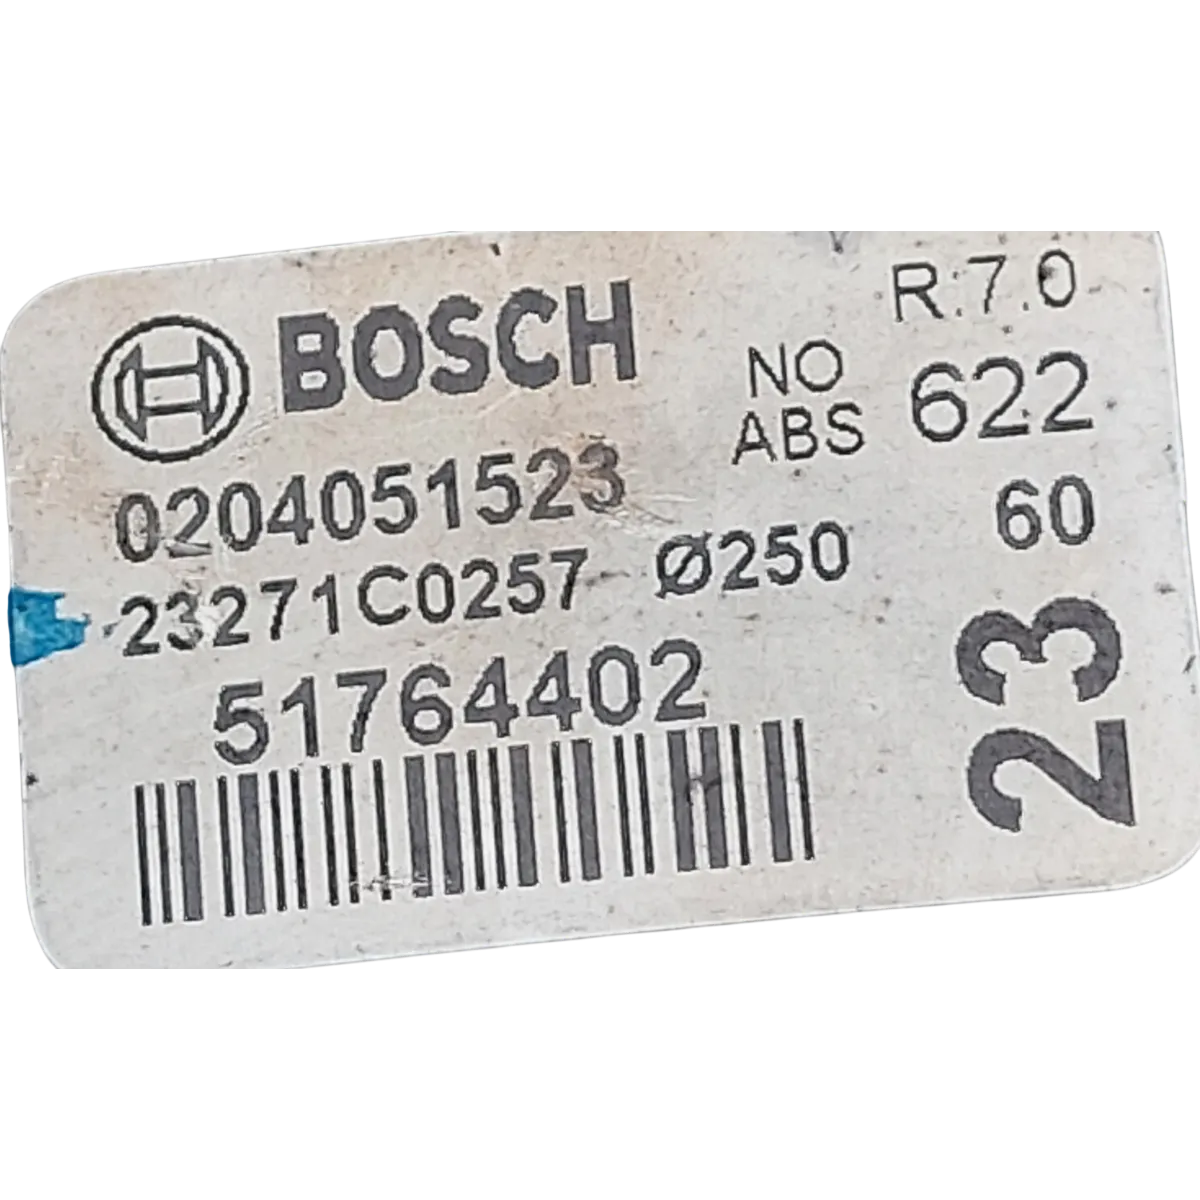 BOSCH
R.7.0
NO
ABS
622
0204051523
60
23271C0257 Ø250
51764402
23